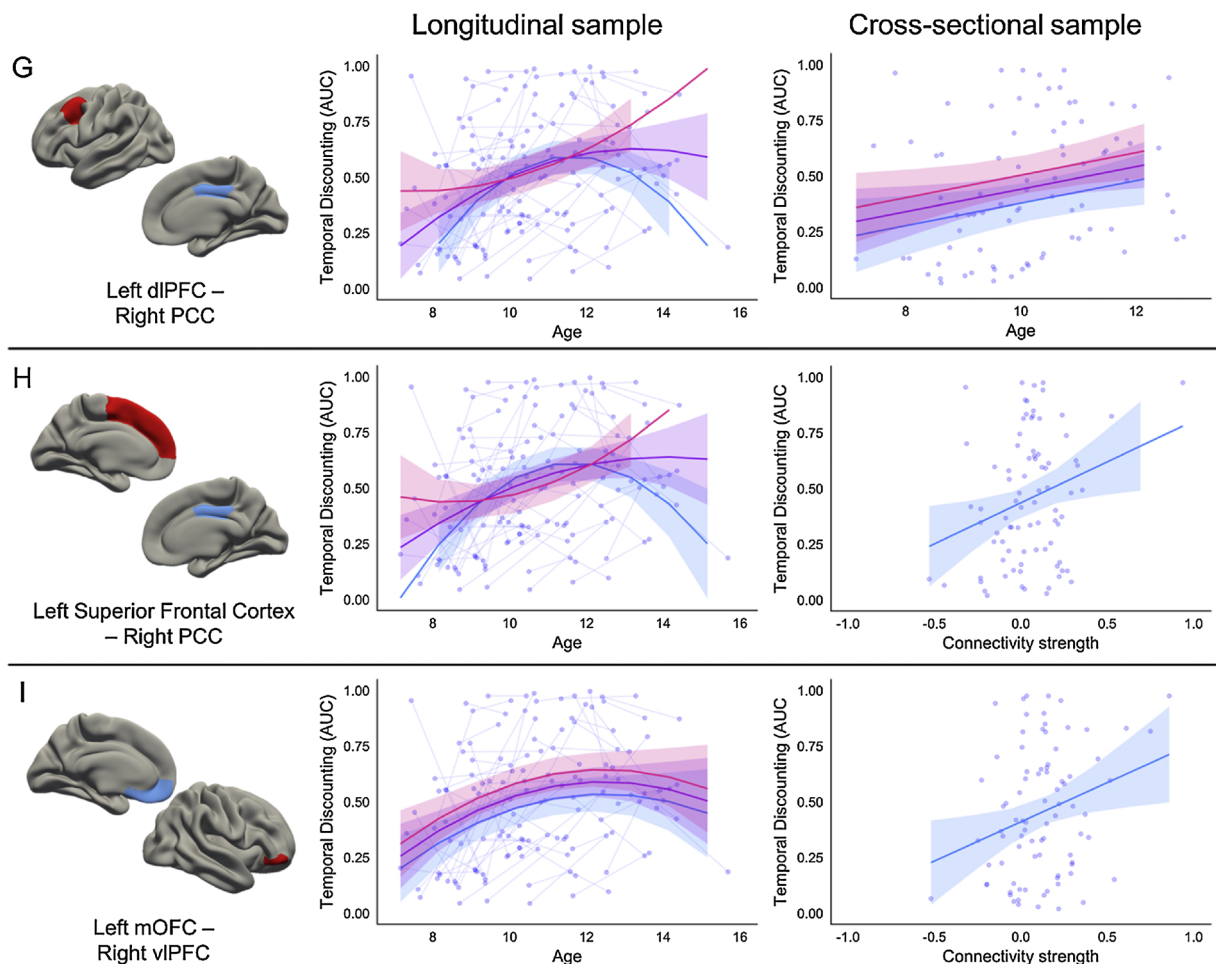 Longitudinal sample
Cross-sectional sample
G
Left dlPFC –
Right PCC
Temporal Discounting (AUC)
1.00
0.75
0.50
0.25
0.00
8
10
12
14
16
Age
Temporal Discounting (AUC)
1.00
0.75
0.50
0.25
0.00
8
10
12
Age
H
Left Superior Frontal Cortex
– Right PCC
Temporal Discounting (AUC
1.00
0.75
0.50
0.25
0.00
8
10
12
14
16
Age
Temporal Discounting (AUC
1.00
0.75
0.50
0.25
0.00
-1.0
-0.5
0.0
0.5
1.0
Connectivity strength
I
Left mOFC –
Right vlPFC
Temporal Discounting (AUC
1.00
0.75
0.50
0.25
0.00
8
10
12
14
16
Age
Temporal Discounting (AUC
1.00
0.75
0.50
0.25
0.00
-1.0
-0.5
0.0
0.5
1.0
Connectivity strength